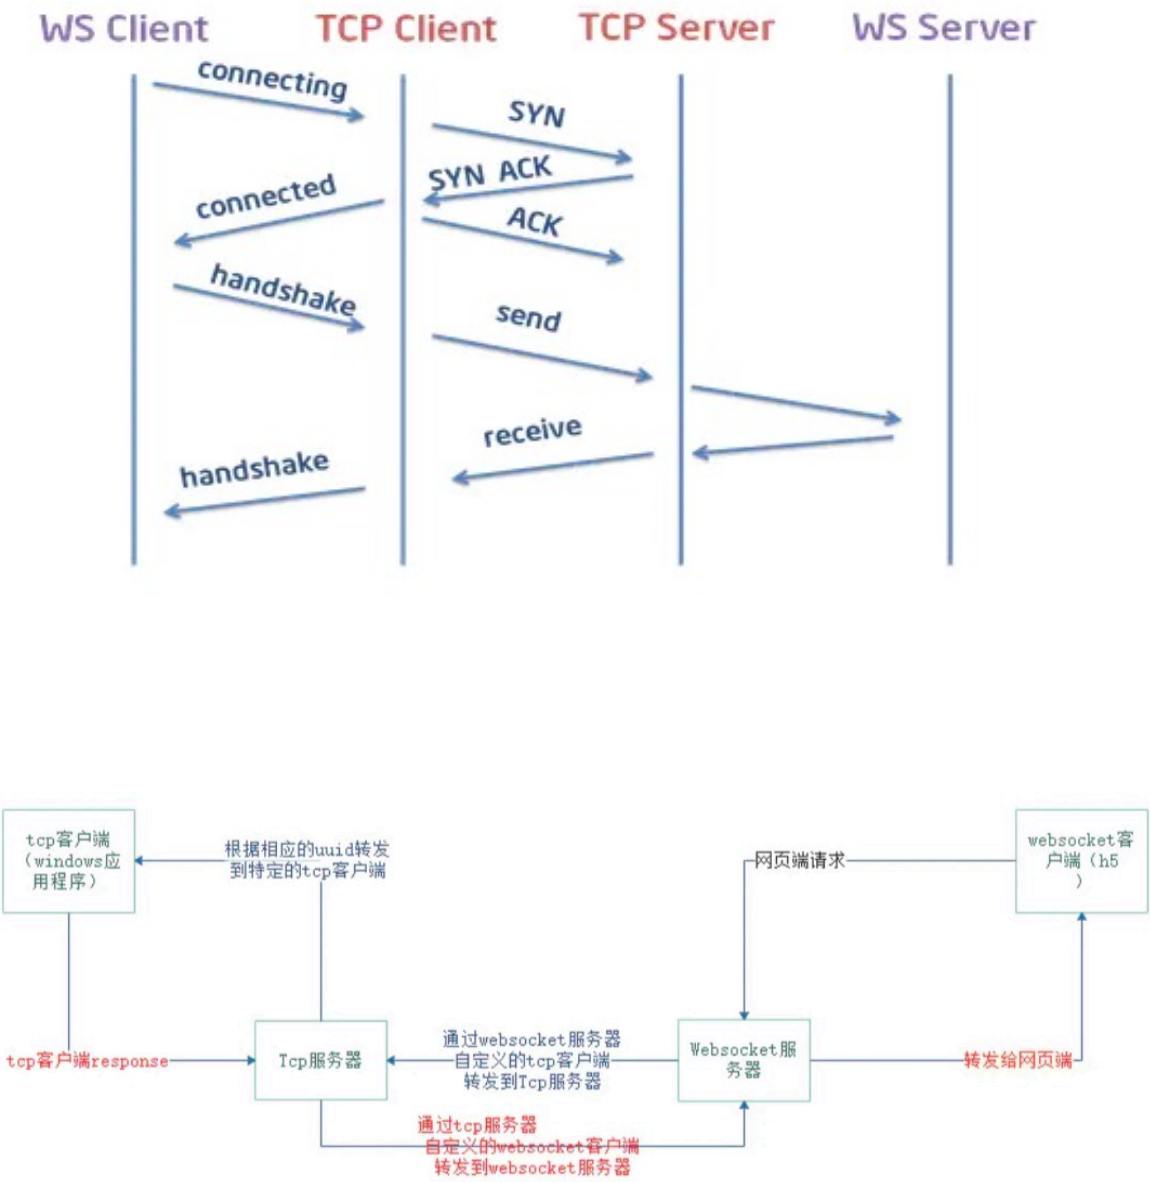 WS Client TCP Client TCP Server WS Server
connecting
SYN
SYN ACK
connected
ACK
handshake
send
receive
handshake
tcp客户端
（windows应
用程序）
根据相应的uuid转发
到特定的tcp客户端
网页端请求
websocket客
户端（h5
）
tcp客户端response
Tcp服务器
通过websocket服务器
自定义的tcp客户端
转发到Tcp服务器
Websocket服
务器
转发给网页端
通过tcp服务器
自定义的websocket客户端
转发到websocket服务器